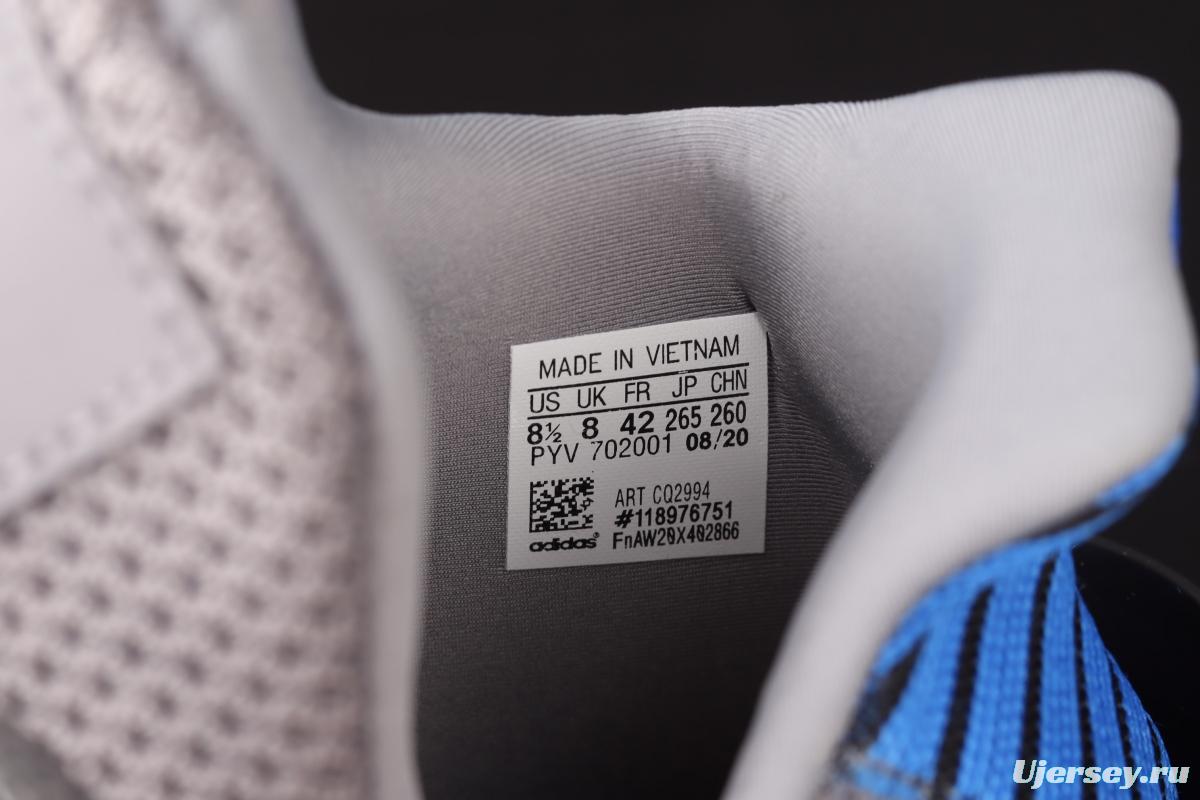 MADE IN VIETNAM
US UK FR JP CHN
8½ 8 42 265 260
PYV 702001 08/20
ART CQ2994
#118976751
adidas® FnAW20X402866
Ujersey.ru